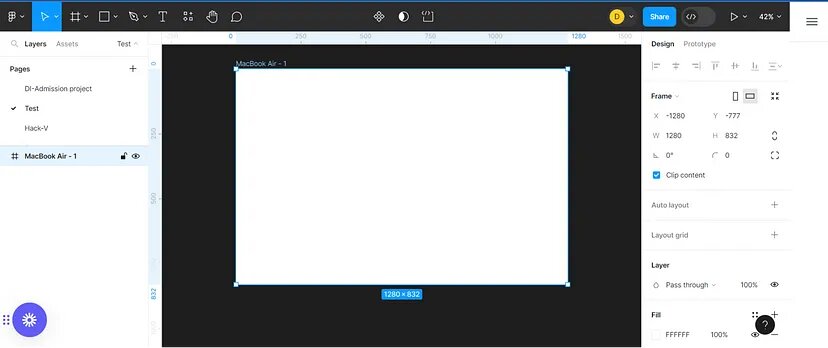 D
Share
42%
Layers
Assets
Test
Pages
DI-Admission project
Test
Hack-V
MacBook Air - 1
0
250
500
750
1000
1280
1500
0
250
500
832
MacBook Air - 1
1280 × 832
Design
Prototype
Frame
X -1280
Y -777
W 1280
H 832
0°
0
Clip content
Auto layout
Layout grid
Layer
Pass through
100%
Fill
FFFFFF
100%
?